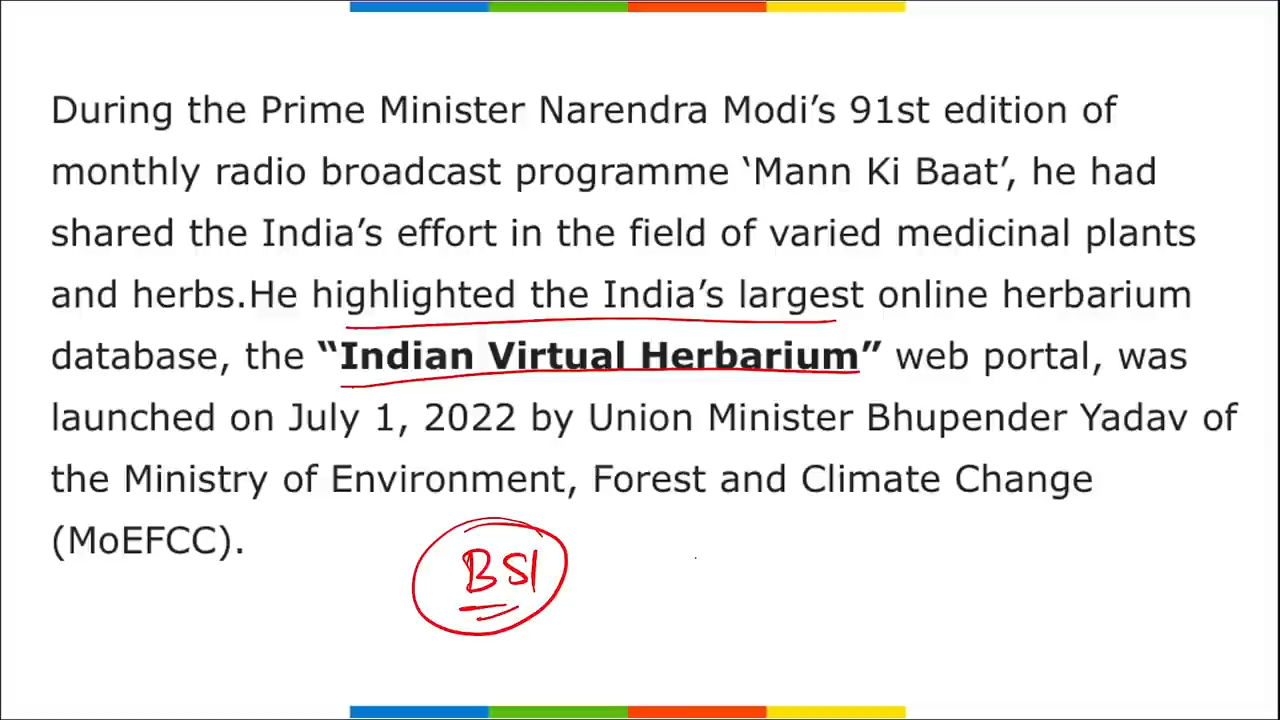 During the Prime Minister Narendra Modi’s 91st edition of
monthly radio broadcast programme ‘Mann Ki Baat’, he had
shared the India’s effort in the field of varied medicinal plants
and herbs.He highlighted the India’s largest online herbarium
database, the “Indian Virtual Herbarium” web portal, was
launched on July 1, 2022 by Union Minister Bhupender Yadav of
the Ministry of Environment, Forest and Climate Change
(MoEFCC).
BSI